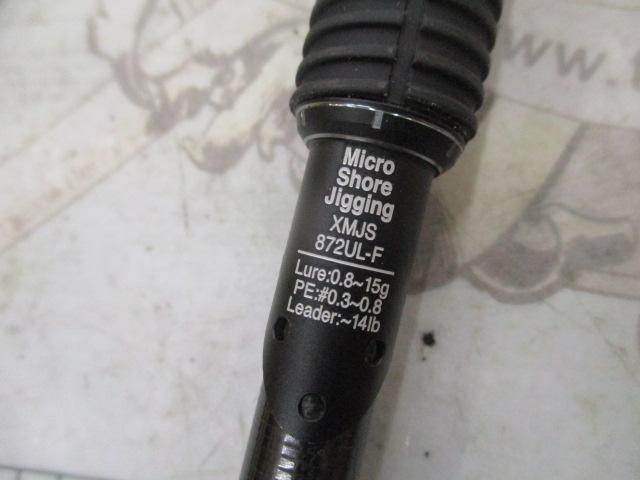 Micro
Shore
Jigging
XMJS
872UL-F
Lure:0.8~15g
PE:#0.3~0.8
Leader:~14lb